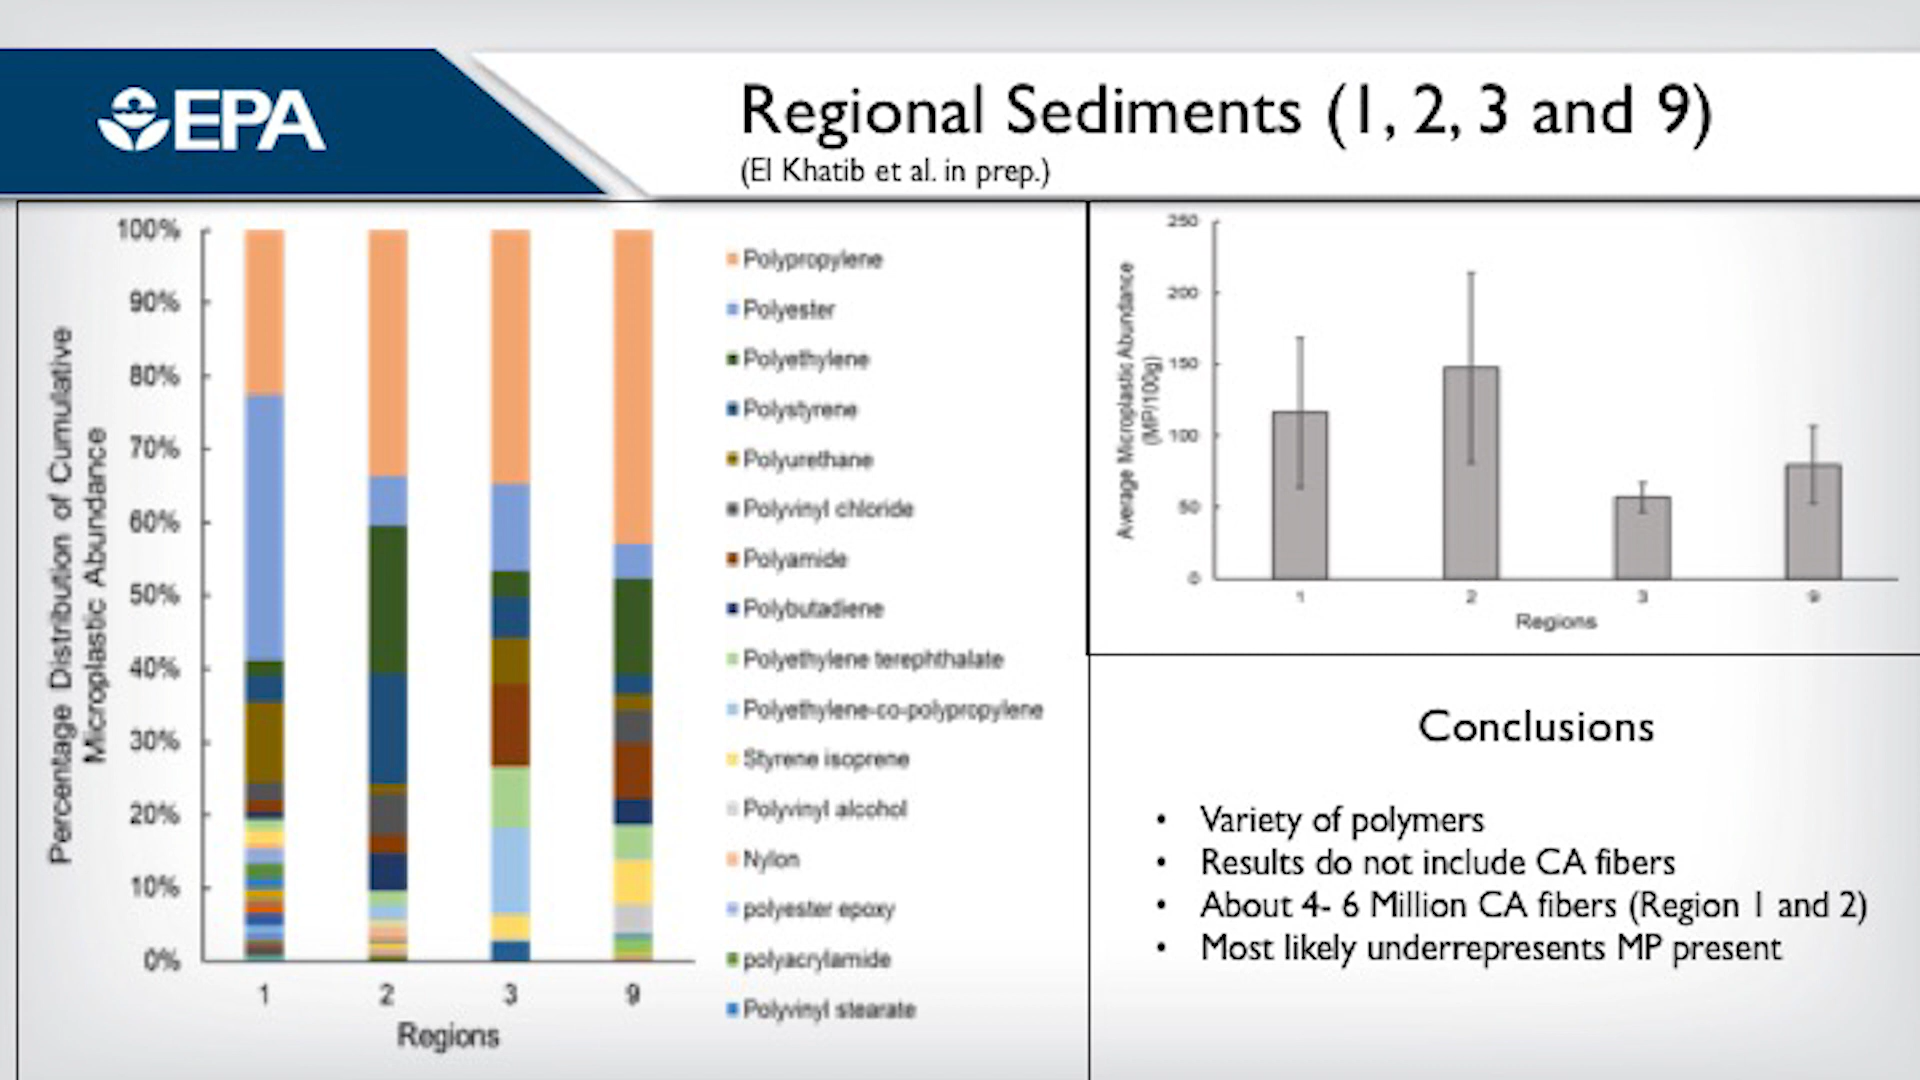 EPA
Regional Sediments (1, 2, 3 and 9)
(El Khatib et al. in prep.)
Percentage Distribution of Cumulative
Microplastic Abundance
100%
90%
80%
70%
60%
50%
40%
30%
20%
10%
0%
1 2 3 9
Regions
Polypropylene
Polyester
Polyethylene
Polystyrene
Polyurethane
Polyvinyl chloride
Polyamide
Polybutadiene
Polyethylene terephthalate
Polyethylene-co-polypropylene
Styrene isoprene
Polyvinyl alcohol
Nylon
polyester epoxy
polyacrylamide
Polyvinyl stearate
Average Microplastic Abundance
(MP/100g)
250
200
150
100
50
0
1 2 3 9
Regions
Conclusions
• Variety of polymers
• Results do not include CA fibers
• About 4- 6 Million CA fibers (Region 1 and 2)
• Most likely underrepresents MP present